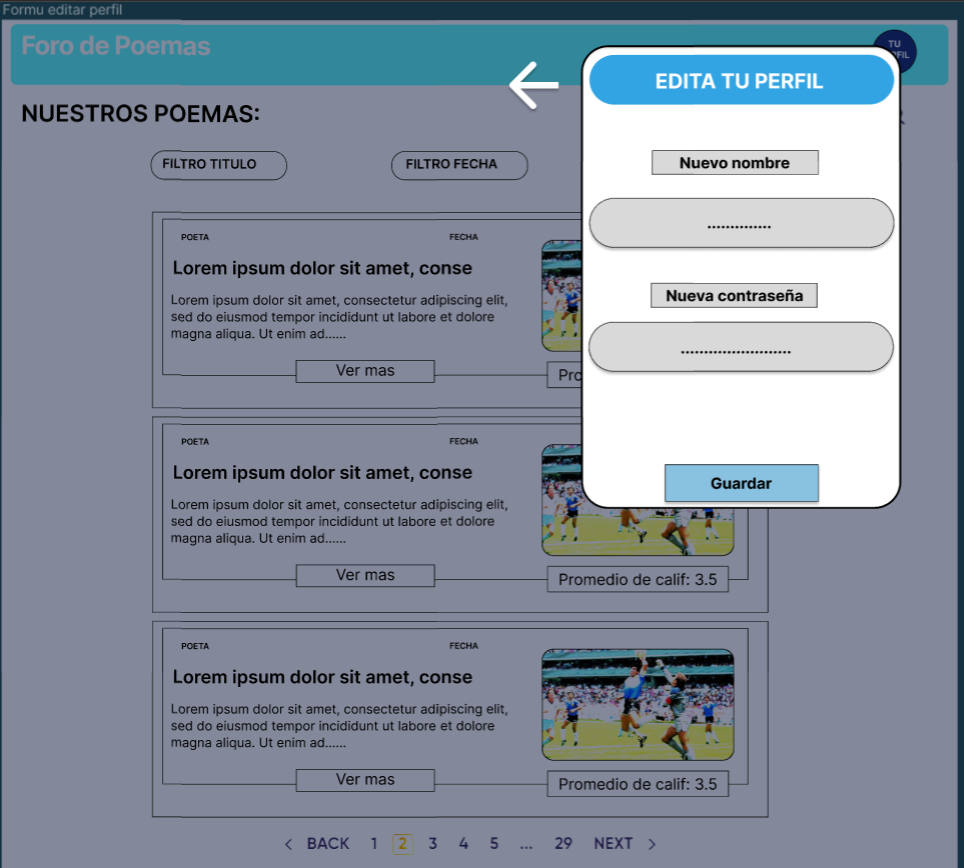 Formu editar perfil
Foro de Poemas
TU
EDITA TU PERFIL
NUESTROS POEMAS:
FILTRO TITULO
FILTRO FECHA
Nuevo nombre
..............
Nueva contraseña
........................
Guardar
POETA
FECHA
Lorem ipsum dolor sit amet, conse
Lorem ipsum dolor sit amet, consectetur adipiscing elit,
sed do eiusmod tempor incididunt ut labore et dolore
magna aliqua. Ut enim ad......
Ver mas
Pro
POETA
FECHA
Lorem ipsum dolor sit amet, conse
Lorem ipsum dolor sit amet, consectetur adipiscing elit,
sed do eiusmod tempor incididunt ut labore et dolore
magna aliqua. Ut enim ad......
Ver mas
Promedio de calif: 3.5
POETA
FECHA
Lorem ipsum dolor sit amet, conse
Lorem ipsum dolor sit amet, consectetur adipiscing elit,
sed do eiusmod tempor incididunt ut labore et dolore
magna aliqua. Ut enim ad......
Ver mas
Promedio de calif: 3.5
< BACK 1 2 3 4 5 ... 29 NEXT >